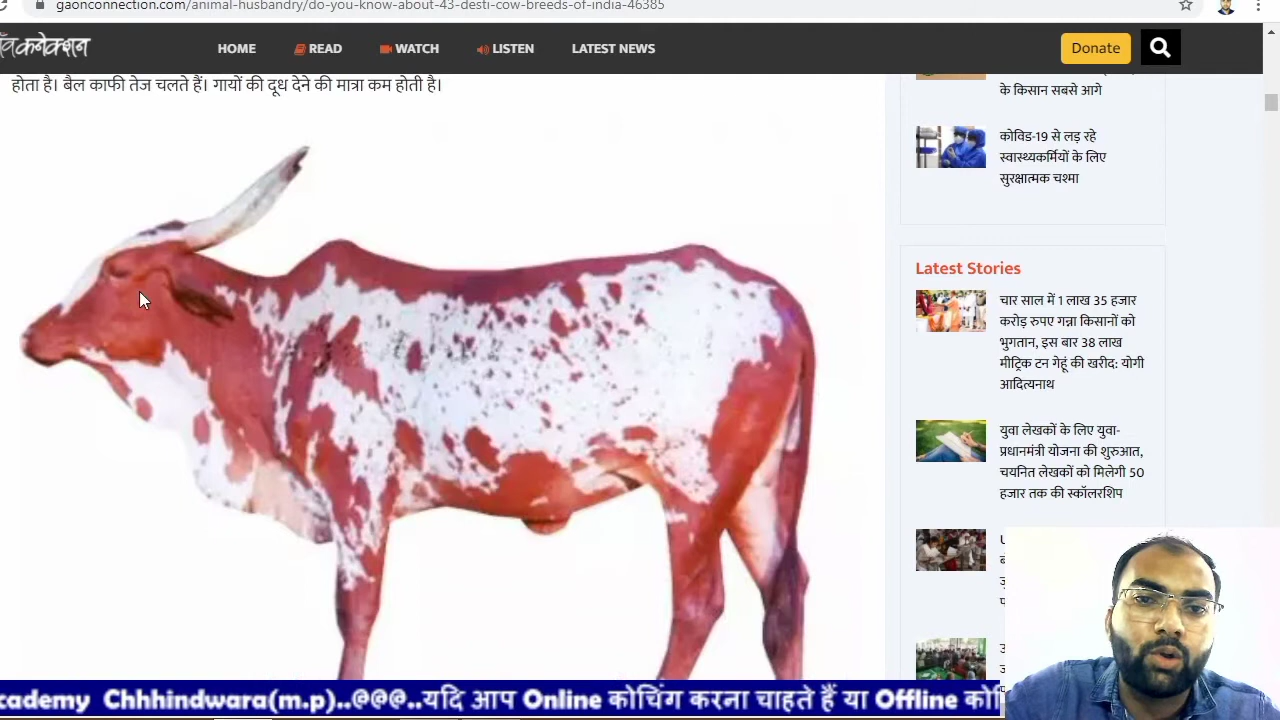 gaonconnection.com/animal-husbandry/do-you-know-about-43-desti-cow-breeds-of-india-46385
कनेक्शन
HOME READ WATCH LISTEN LATEST NEWS Donate
होता है। बैल काफी तेज चलते हैं। गायों की दूध देने की मात्रा कम होती है।
के किसान सबसे आगे
कोविड-19 से लड़ रहे
स्वास्थ्यकर्मियों के लिए
सुरक्षात्मक चश्मा
Latest Stories
चार साल में 1 लाख 35 हजार
करोड़ रुपए गन्ना किसानों को
भुगतान, इस बार 38 लाख
मीट्रिक टन गेहूं की खरीद: योगी
आदित्यनाथ
युवा लेखकों के लिए युवा-
प्रधानमंत्री योजना की शुरुआत,
चयनित लेखकों को मिलेगी 50
हजार तक की स्कॉलरशिप
cademy Chhhindwara(m.p)..@@@..यदि आप Online कोचिंग करना चाहते हैं या Offline